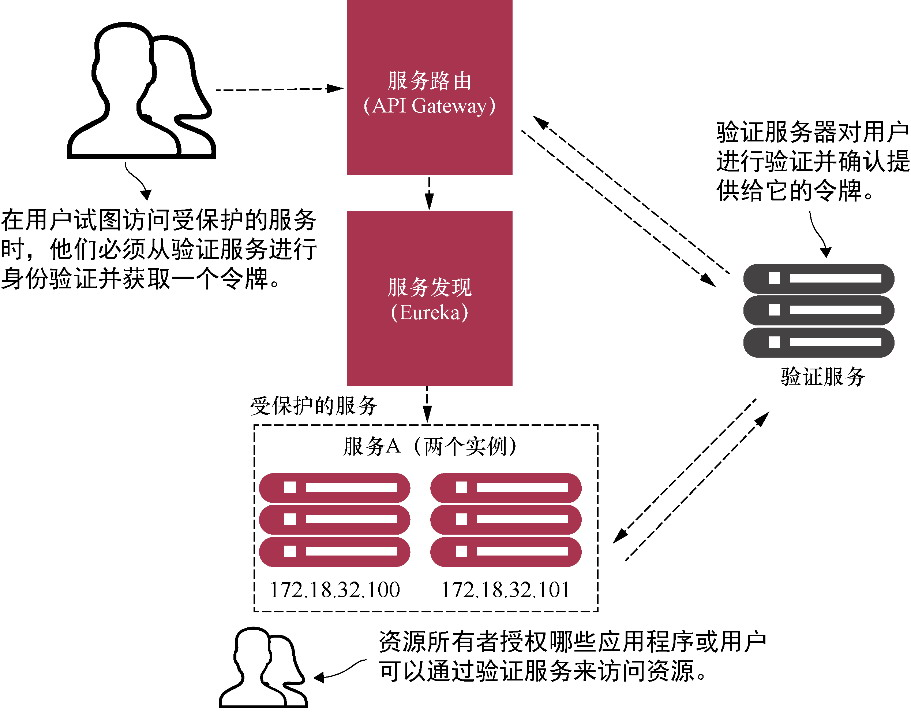 服务路由
(API Gateway)
验证服务器对用户
进行验证并确认提
供给它的令牌。
在用户试图访问受保护的服务
时，他们必须从验证服务进行
身份验证并获取一个令牌。
服务发现
(Eureka)
验证服务
受保护的服务
服务A（两个实例）
172.18.32.100
172.18.32.101
资源所有者授权哪些应用程序或用户
可以通过验证服务来访问资源。